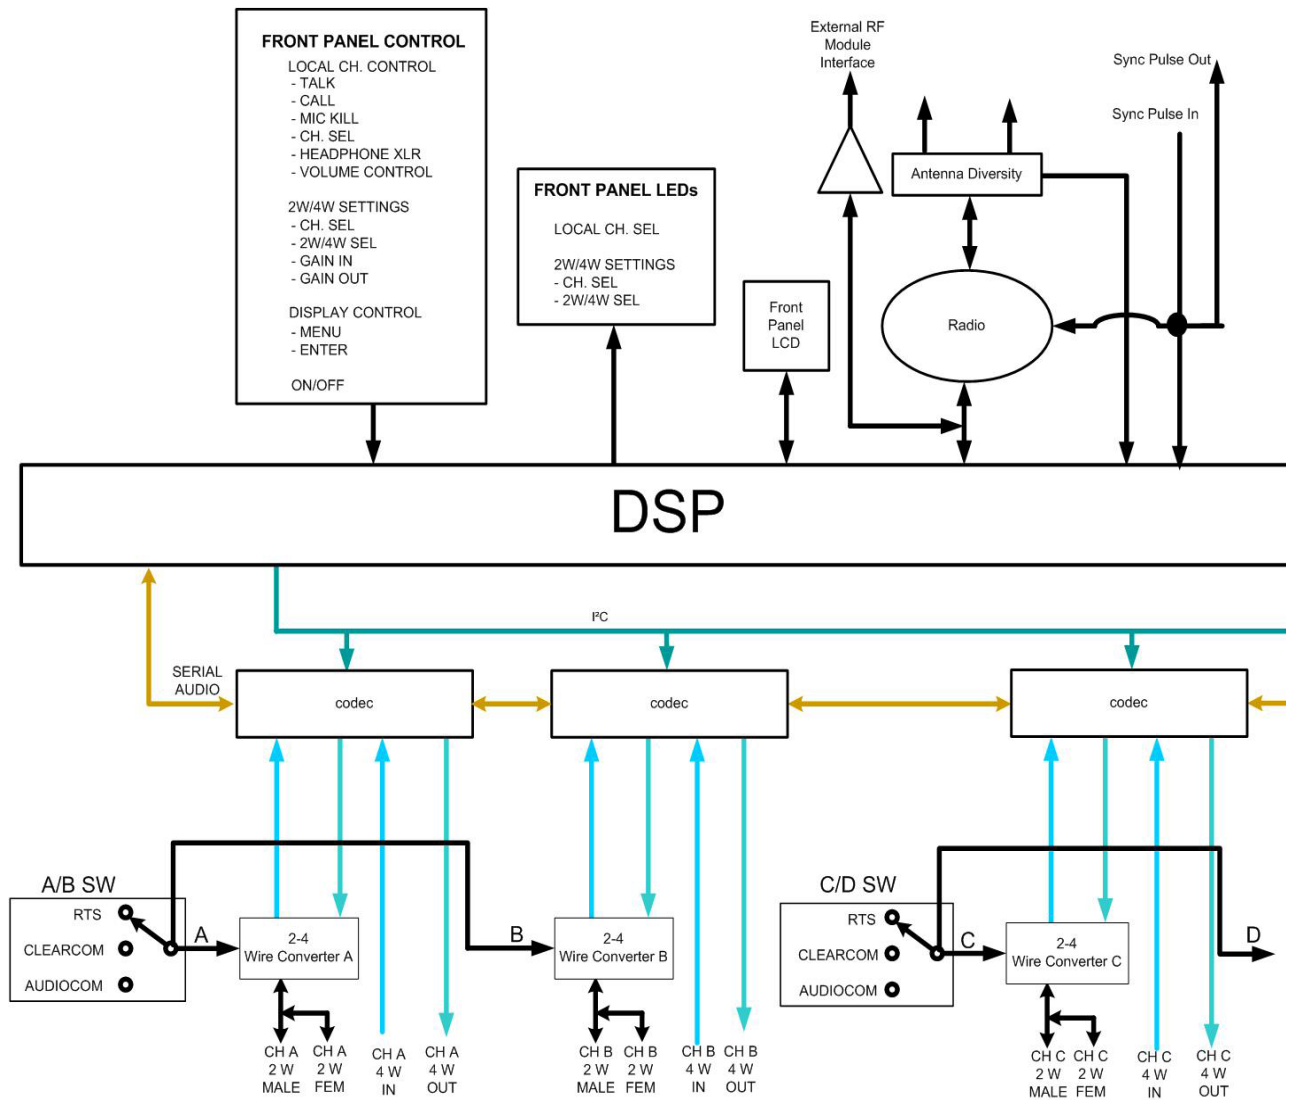 FRONT PANEL CONTROL
LOCAL CH. CONTROL
- TALK
- CALL
- MIC KILL
- CH. SEL
- HEADPHONE XLR
- VOLUME CONTROL
2W/4W SETTINGS
- CH. SEL
- 2W/4W SEL
- GAIN IN
- GAIN OUT
DISPLAY CONTROL
- MENU
- ENTER
ON/OFF
FRONT PANEL LEDs
LOCAL CH. SEL
2W/4W SETTINGS
- CH. SEL
- 2W/4W SEL
Front
Panel
LCD
External RF
Module
Interface
Antenna Diversity
Radio
Sync Pulse Out
Sync Pulse In
DSP
I²C
SERIAL
AUDIO
codec
codec
codec
A/B SW
RTS
CLEARCOM
AUDIOCOM
A
2-4
Wire Converter A
B
2-4
Wire Converter B
C/D SW
RTS
CLEARCOM
AUDIOCOM
C
2-4
Wire Converter C
D
CH A
2 W
MALE
CH A
2 W
FEM
CH A
4 W
IN
CH A
4 W
OUT
CH B
2 W
MALE
CH B
2 W
FEM
CH B
4 W
IN
CH B
4 W
OUT
CH C
2 W
MALE
CH C
2 W
FEM
CH C
4 W
IN
CH C
4 W
OUT